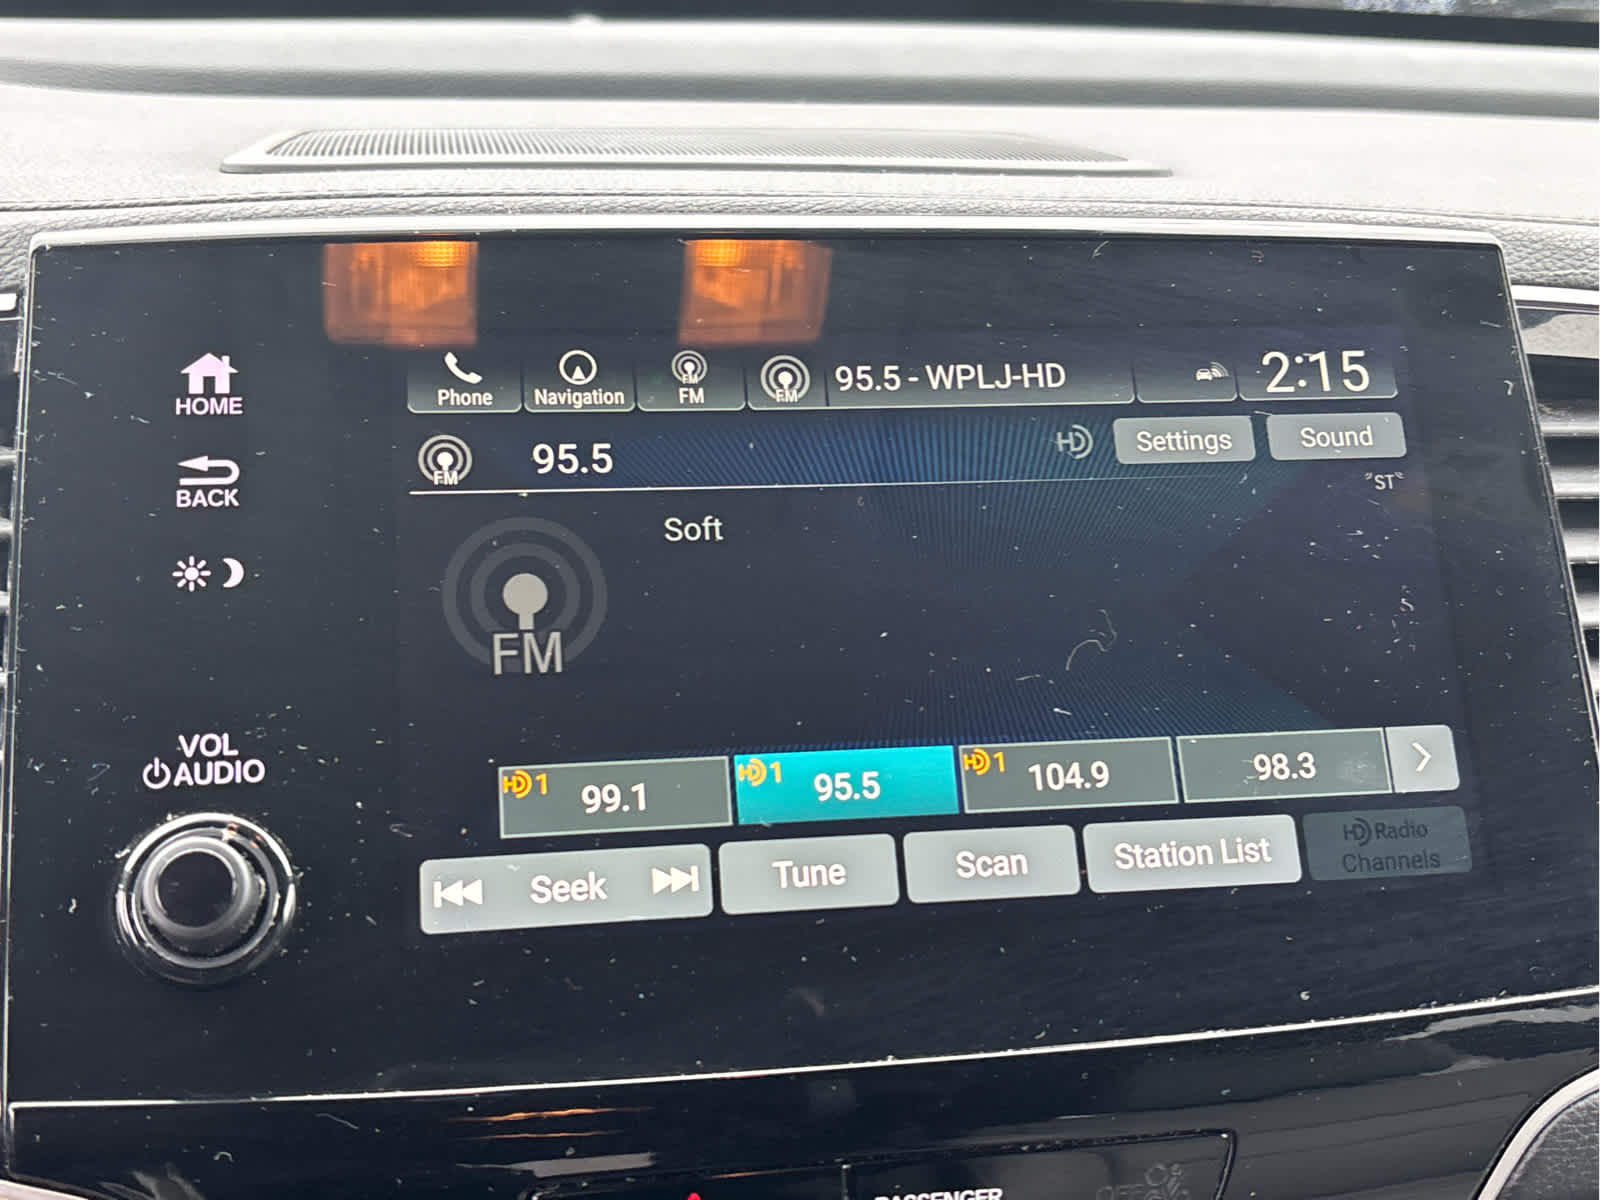 HOME
BACK
VOL
AUDIO
Phone
Navigation
FM
FM
FM
95.5 - WPLJ-HD
2:15
FM
95.5
HD
Settings
Sound
"ST"
Soft
FM
HD 1 99.1
HD 1 95.5
HD 1 104.9
98.3
Seek
Tune
Scan
Station List
HD Radio
Channels
PASSENGER